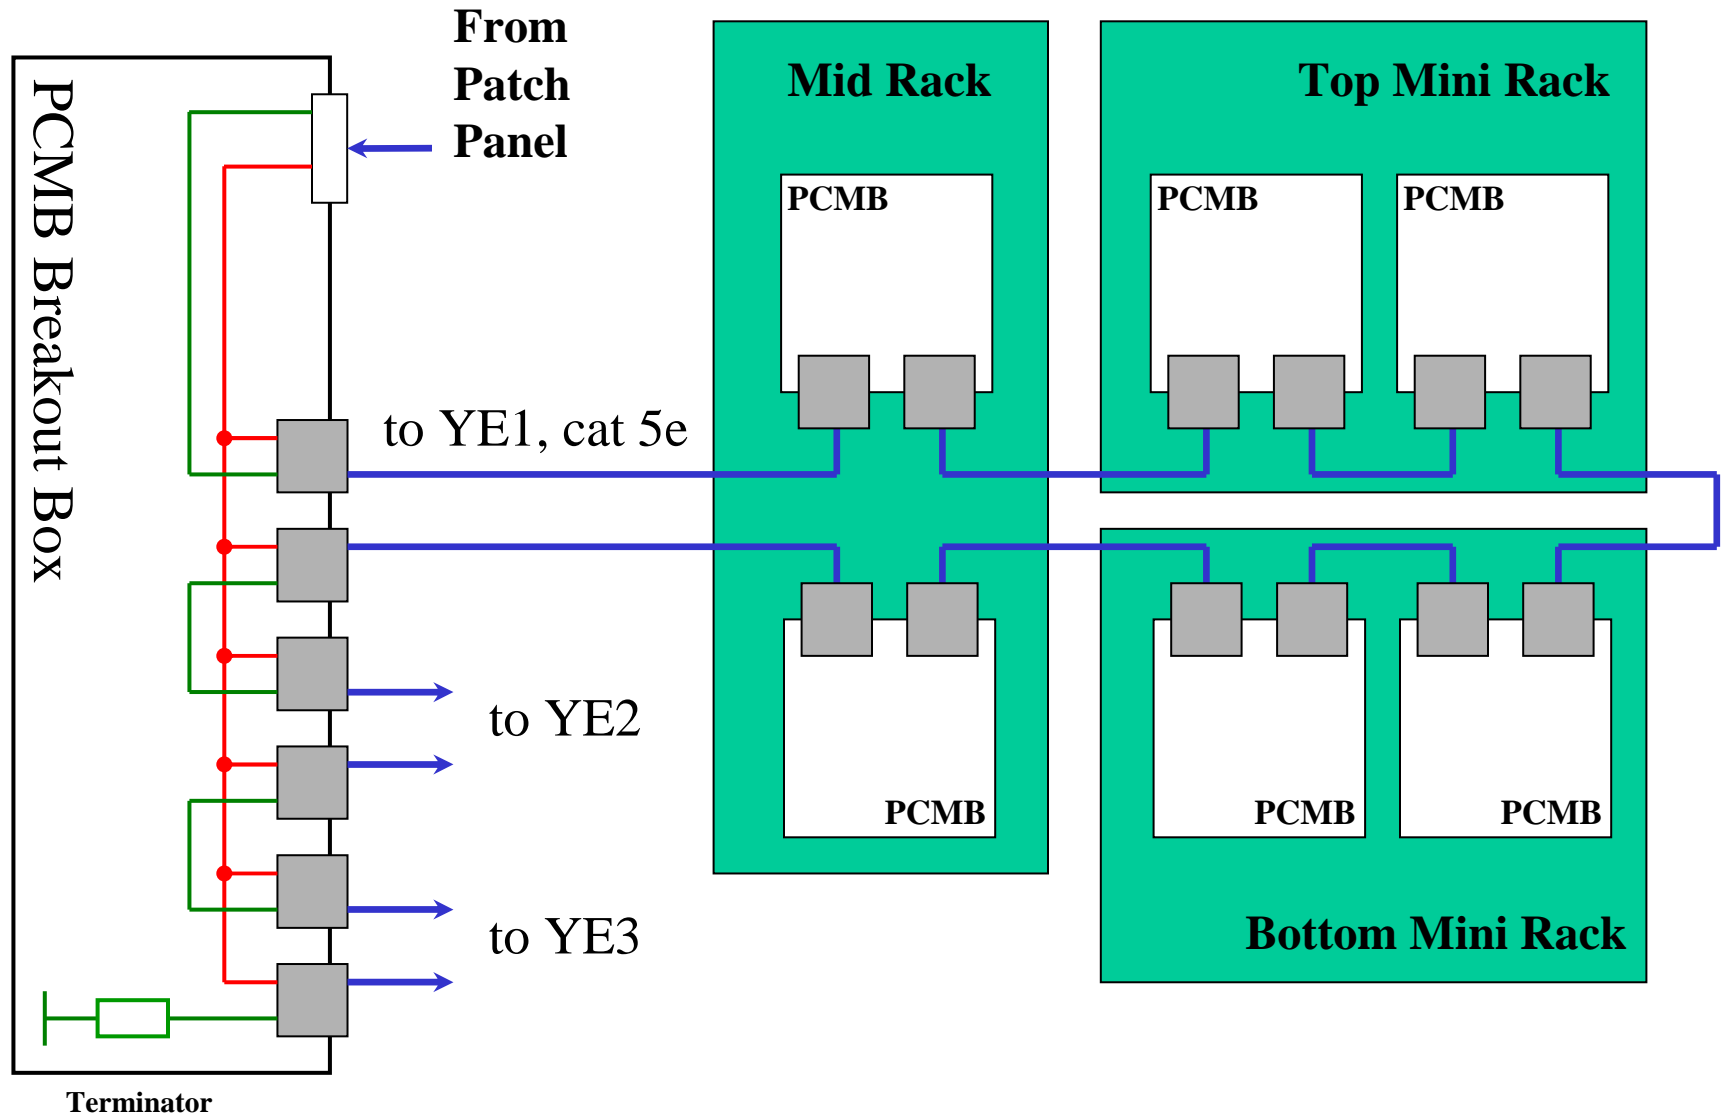 From
Patch
Panel
PCMB Breakout Box
Mid Rack
Top Mini Rack
PCMB
PCMB
PCMB
to YE1, cat 5e
to YE2
PCMB
PCMB
PCMB
to YE3
Bottom Mini Rack
Terminator